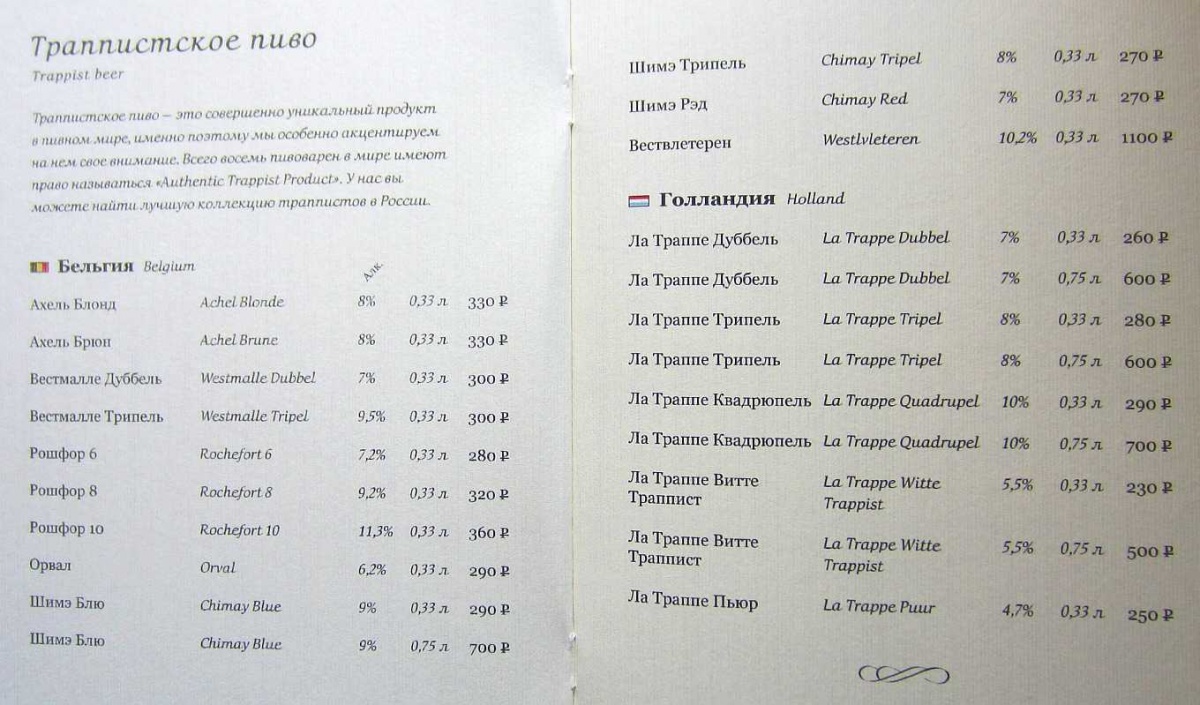 Траппистское пиво
Trappist beer
Траппистское пиво – это совершенно уникальный продукт
в пивном мире, именно поэтому мы особенно акцентируем
на нем свое внимание. Всего восемь пивоварен в мире имеют
право называться «Authentic Trappist Product». У нас вы
можете найти лучшую коллекцию траппистов в России.
Бельгия Belgium Алк.
Ахель Блонд Achel Blonde 8% 0,33 л 330 ₽
Ахель Брюн Achel Brune 8% 0,33 л 330 ₽
Вестмалле Дуббель Westmalle Dubbel 7% 0,33 л 300 ₽
Вестмалле Трипель Westmalle Tripel 9,5% 0,33 л 300 ₽
Рошфор 6 Rochefort 6 7,2% 0,33 л 280 ₽
Рошфор 8 Rochefort 8 9,2% 0,33 л 320 ₽
Рошфор 10 Rochefort 10 11,3% 0,33 л 360 ₽
Орвал Orval 6,2% 0,33 л 290 ₽
Шимэ Блю Chimay Blue 9% 0,33 л 290 ₽
Шимэ Блю Chimay Blue 9% 0,75 л 700 ₽
Шимэ Трипель Chimay Tripel 8% 0,33 л 270 ₽
Шимэ Рэд Chimay Red 7% 0,33 л 270 ₽
Вествлетерен Westlvleteren 10,2% 0,33 л 1100 ₽
Голландия Holland
Ла Траппе Дуббель La Trappe Dubbel 7% 0,33 л 260 ₽
Ла Траппе Дуббель La Trappe Dubbel 7% 0,75 л 600 ₽
Ла Траппе Трипель La Trappe Tripel 8% 0,33 л 280 ₽
Ла Траппе Трипель La Trappe Tripel 8% 0,75 л 600 ₽
Ла Траппе Квадрюпель La Trappe Quadrupel 10% 0,33 л 290 ₽
Ла Траппе Квадрюпель La Trappe Quadrupel 10% 0,75 л 700 ₽
Ла Траппе Витте La Trappe Witte 5,5% 0,33 л 230 ₽
Траппист Trappist
Ла Траппе Витте La Trappe Witte 5,5% 0,75 л 500 ₽
Траппист Trappist
Ла Траппе Пьюр La Trappe Puur 4,7% 0,33 л 250 ₽